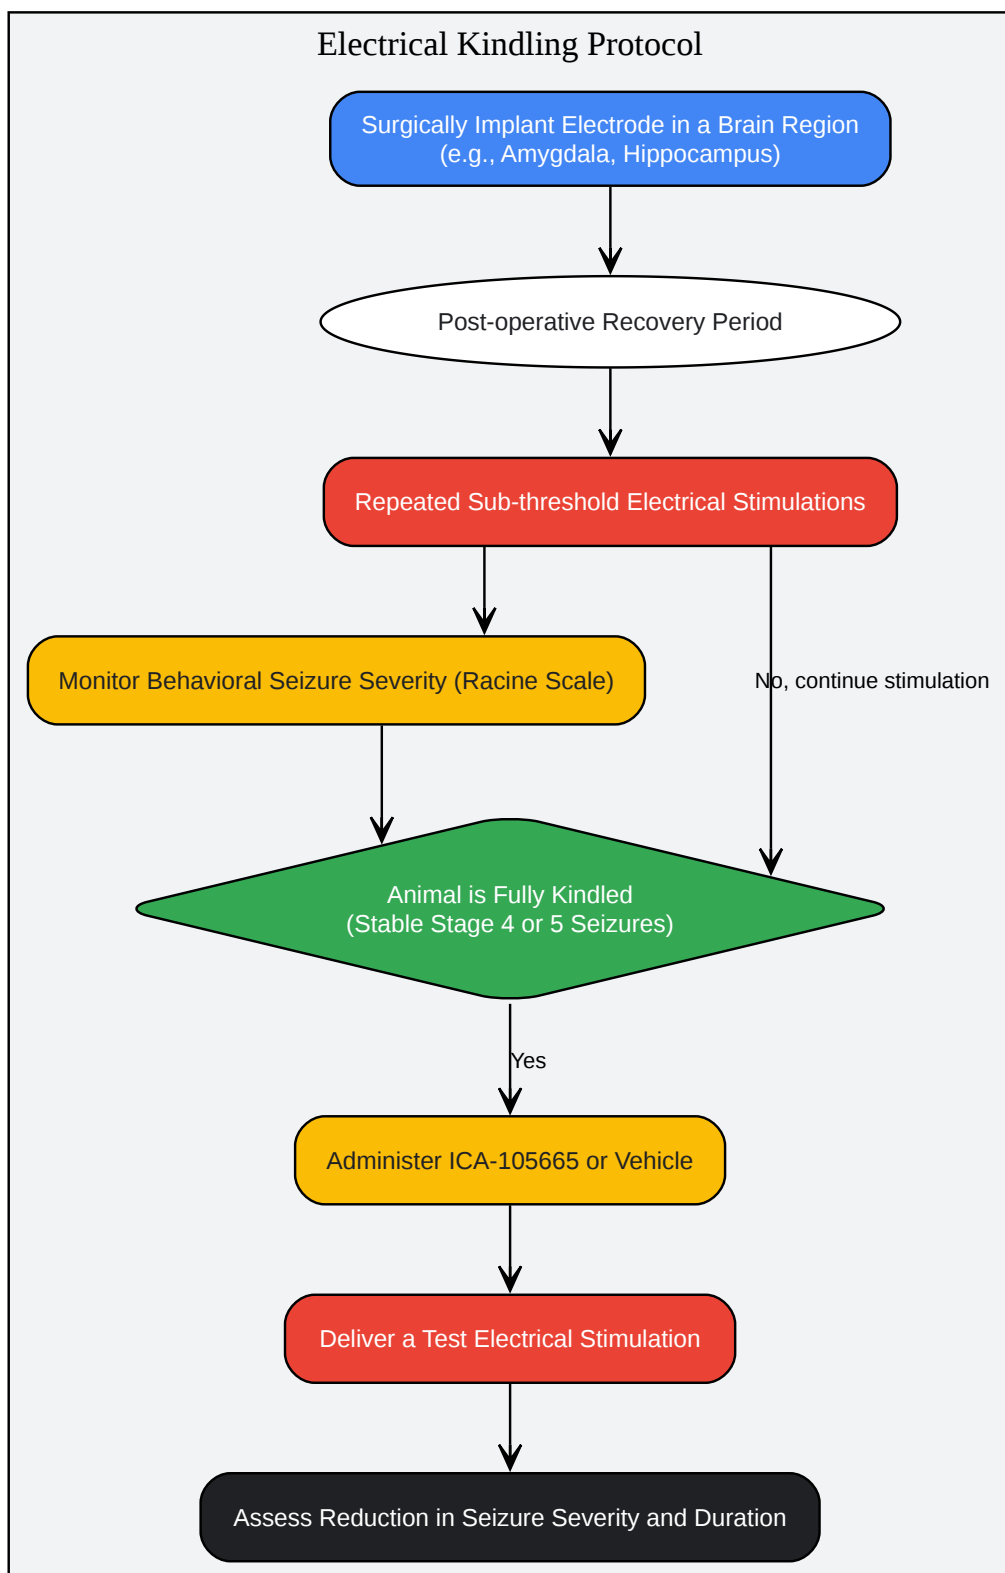 Electrical Kindling Protocol
Surgically Implant Electrode in a Brain Region
(e.g., Amygdala, Hippocampus)
Post-operative Recovery Period
Repeated Sub-threshold Electrical Stimulations
Monitor Behavioral Seizure Severity (Racine Scale)
No, continue stimulation
Animal is Fully Kindled
(Stable Stage 4 or 5 Seizures)
Yes
Administer ICA-105665 or Vehicle
Deliver a Test Electrical Stimulation
Assess Reduction in Seizure Severity and Duration